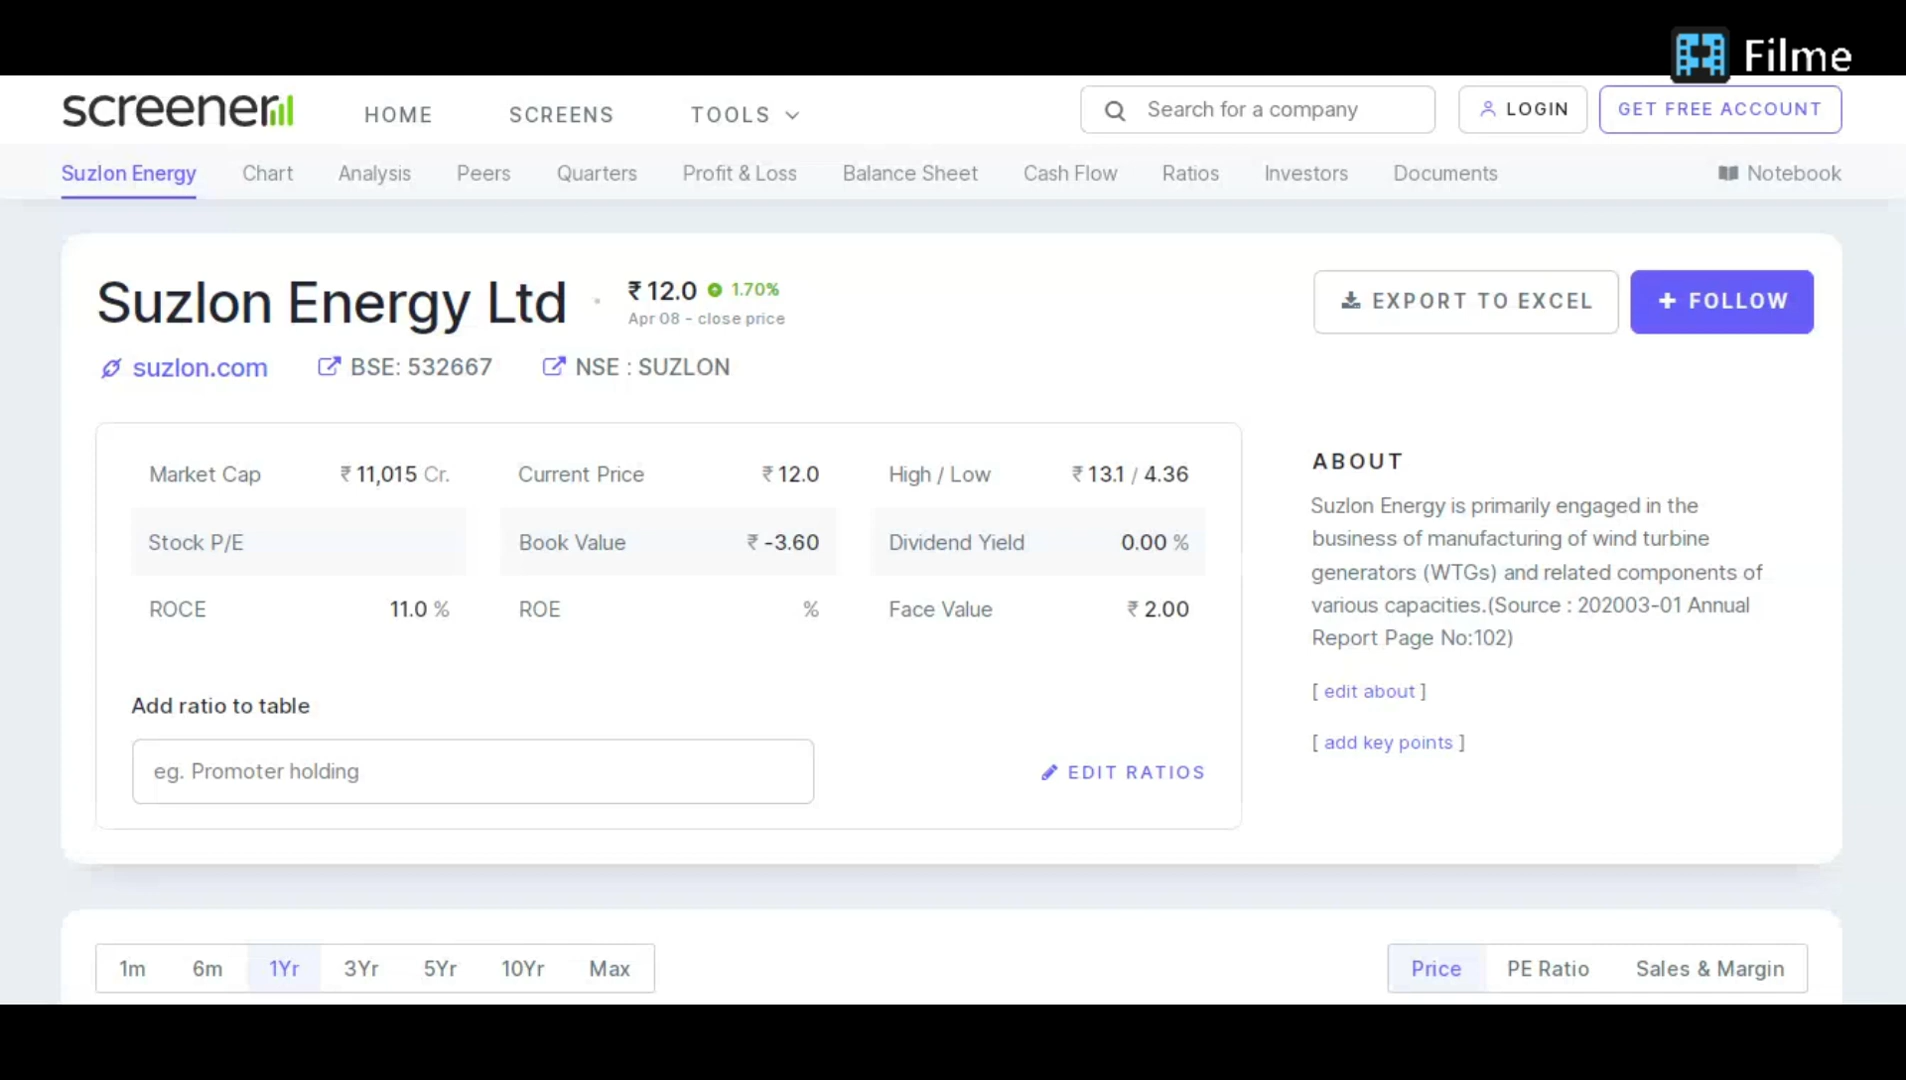 Filme
screener
HOME SCREENS TOOLS Search for a company LOGIN GET FREE ACCOUNT
Suzlon Energy Chart Analysis Peers Quarters Profit & Loss Balance Sheet Cash Flow Ratios Investors Documents Notebook
Suzlon Energy Ltd
₹ 12.0 1.70%
Apr 08 - close price
EXPORT TO EXCEL
+ FOLLOW
suzlon.com BSE: 532667 NSE : SUZLON
Market Cap ₹ 11,015 Cr. Current Price ₹ 12.0 High / Low ₹ 13.1 / 4.36
Stock P/E Book Value ₹ -3.60 Dividend Yield 0.00 %
ROCE 11.0 % ROE % Face Value ₹ 2.00
Add ratio to table
eg. Promoter holding
EDIT RATIOS
ABOUT
Suzlon Energy is primarily engaged in the
business of manufacturing of wind turbine
generators (WTGs) and related components of
various capacities.(Source : 202003-01 Annual
Report Page No:102)
[ edit about ]
[ add key points ]
1m 6m 1Yr 3Yr 5Yr 10Yr Max
Price PE Ratio Sales & Margin